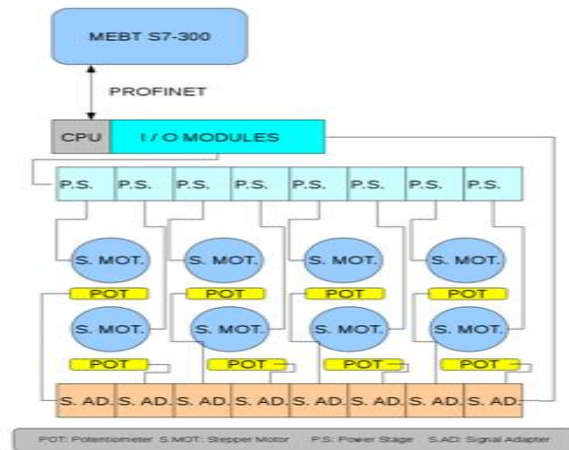 MEBT S7-300
PROFINET
CPU I / O MODULES
P.S. P.S. P.S. P.S. P.S. P.S. P.S. P.S.
S. MOT. S. MOT. S. MOT. S. MOT.
POT POT POT POT
S. MOT. S. MOT. S. MOT. S. MOT.
POT POT POT POT
S. AD. S. AD. S. AD. S. AD. S. AD. S. AD. S. AD. S. AD.
POT: Potentiometer S.MOT: Stepper Motor P.S: Power Stage S.AD: Signal Adapter